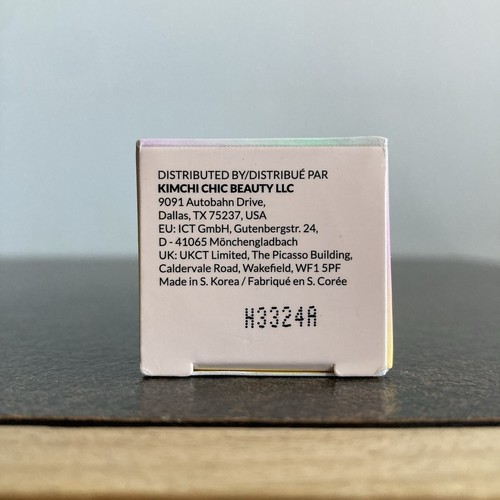 DISTRIBUTED BY/DISTRIBUÉ PAR
KIMCHI CHIC BEAUTY LLC
9091 Autobahn Drive,
Dallas, TX 75237, USA
EU: ICT GmbH, Gutenbergstr. 24,
D - 41065 Mönchengladbach
UK: UKCT Limited, The Picasso Building,
Caldervale Road, Wakefield, WF1 5PF
Made in S. Korea / Fabriqué en S. Corée
H3324A